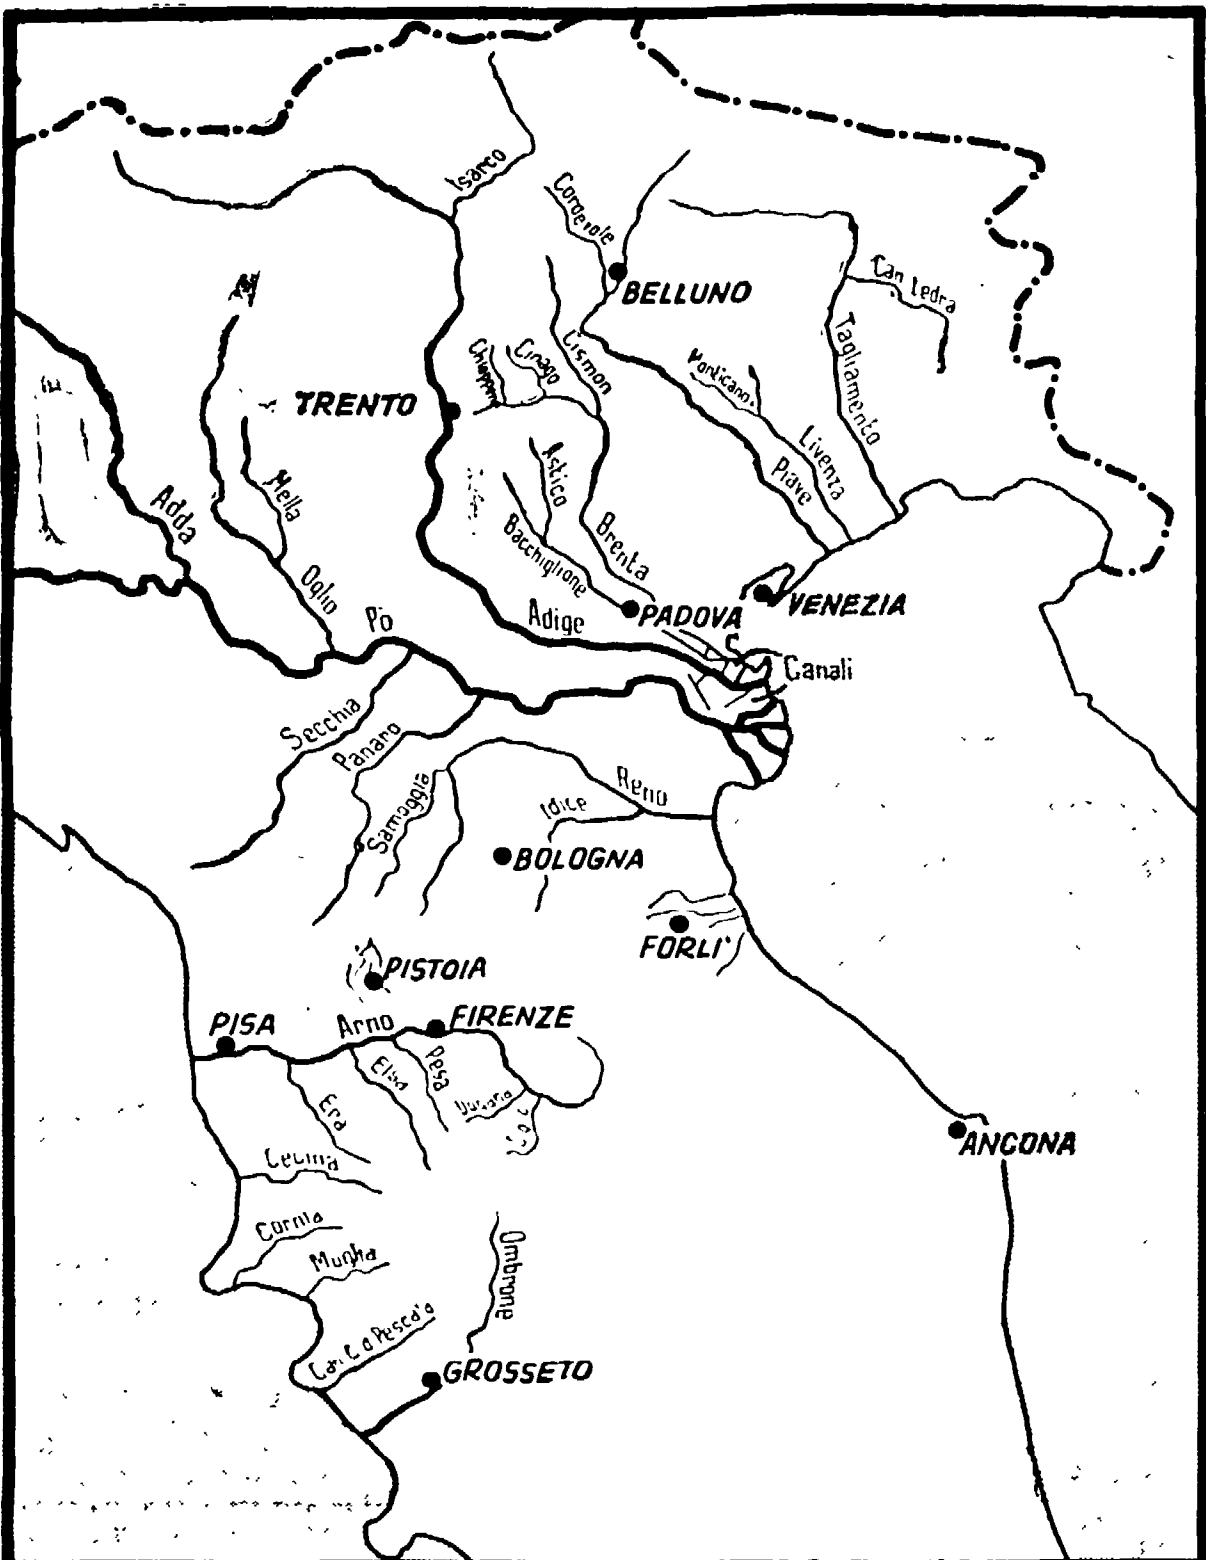 Isarco
Cordevole
BELLUNO
Can Ledra
Tagliamento
Cismon
Cinago
Monticano
TRENTO
Livenza
Piave
Astico
Mella
Adda
Brenta
Bacchiglione
Oglio
Pò
Adige
PADOVA
VENEZIA
Canali
Secchia
Panaro
Samoggia
Reno
Idice
BOLOGNA
FORLI'
PISTOIA
PISA
Arno
FIRENZE
Elsa
Pesa
Era
Cecina
ANCONA
Cornia
Ombrone
GROSSETO